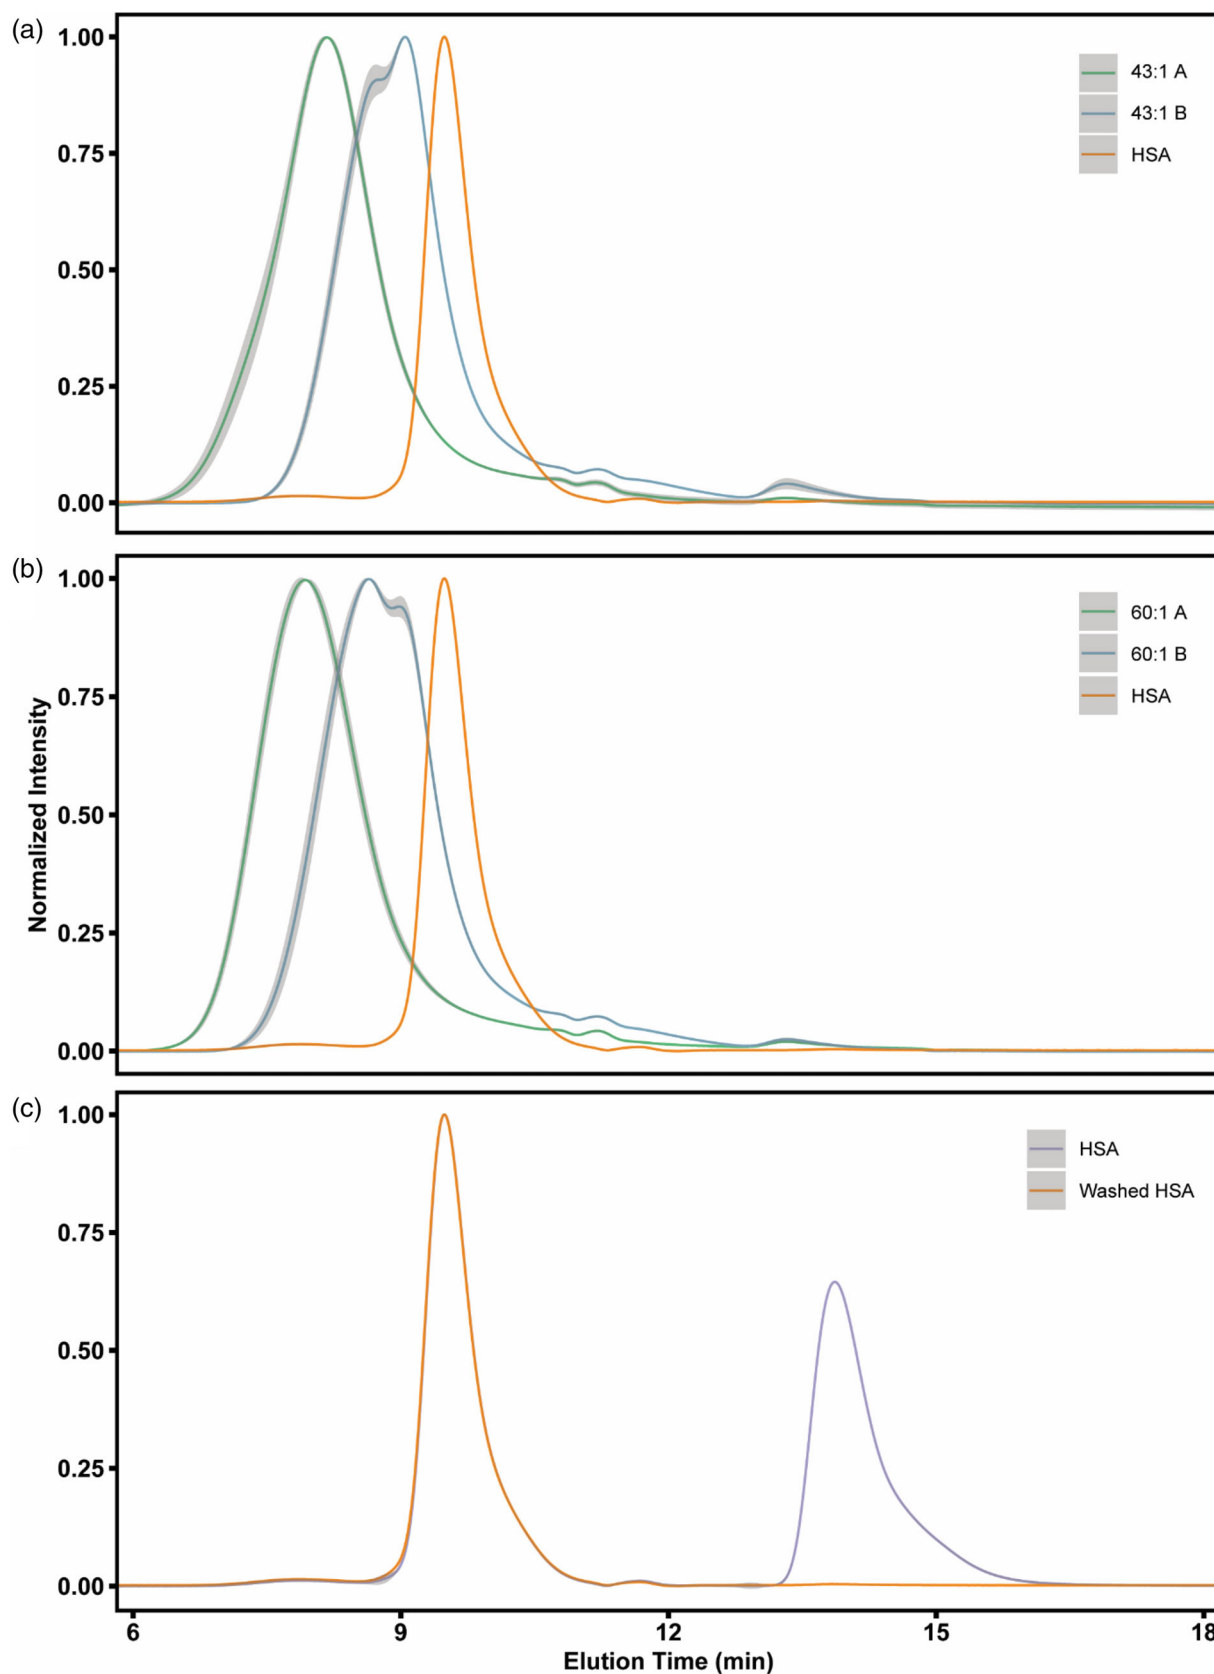 (a)
1.00
0.75
0.50
0.25
0.00
43:1 A
43:1 B
HSA
(b)
1.00
0.75
0.50
0.25
0.00
60:1 A
60:1 B
HSA
Normalized Intensity
(c)
1.00
0.75
0.50
0.25
0.00
HSA
Washed HSA
6 9 12 15 18
Elution Time (min)